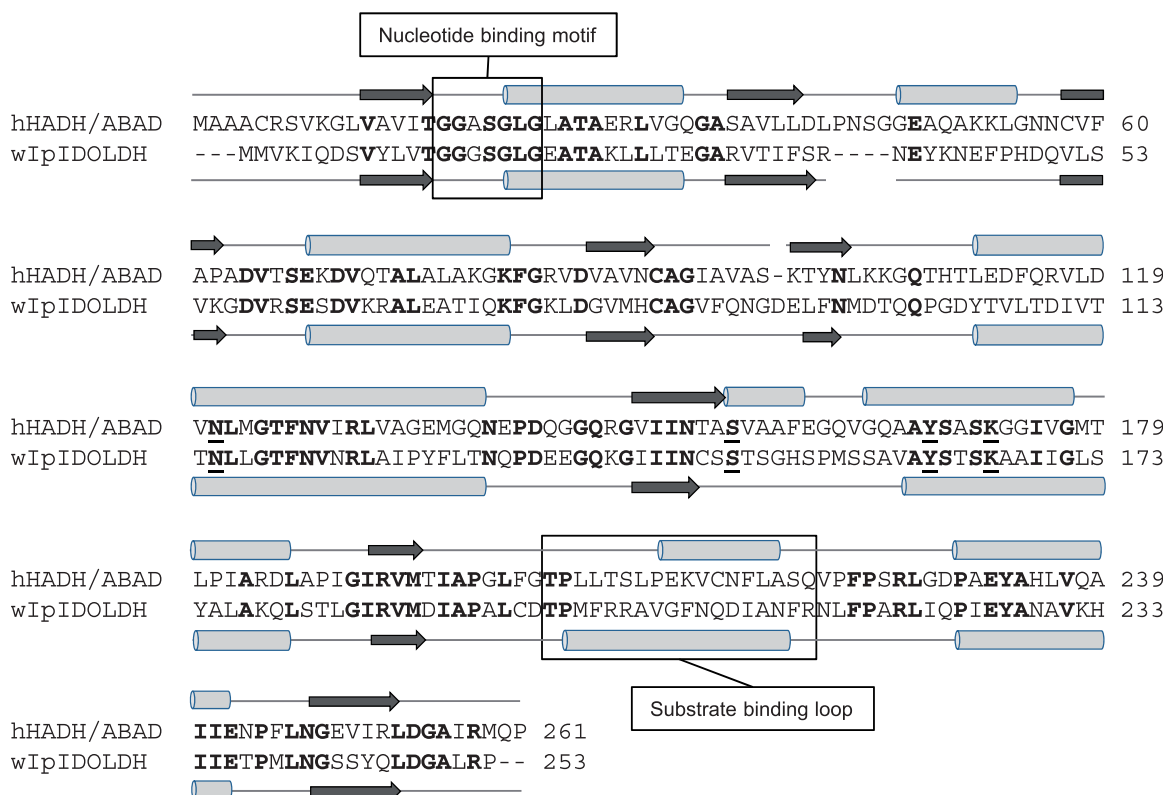 Nucleotide binding motif
hHADH/ABAD MAAACRSVKGLVAVITGGASGLGLATAERLVGQGASAVLLDLPNSGGEAQAKKLGNNCVF 60
wIpIDOLDH ---MMVKIQDSVYLVTGGGSGLGEATAKLLLTEGARVTIFSR----NEYKNEFPHDQVLS 53
hHADH/ABAD APADVTSEKDVQTALALAKGKFGRVDVAVNCAGIAVAS-KTYNLKKGQTHTLEDFQRVLD 119
wIpIDOLDH VKGDVRSESDVKRALEATIQKFGKLDGVMHCAGVFQNGDELFNMDTQQPGDYTVLTDIVT 113
hHADH/ABAD VNLMGTFNVIRLVAGEMGQNEPDQGGQRGVIINTASVAAFEGQVGQAAYSASKGGIVGMT 179
wIpIDOLDH TNLLGTFNVNRLAIPYFLTNQPDEEGQKGIIINCSSTSGHSPMSSAVAYSTSKAAIIGLS 173
hHADH/ABAD LPIARDLAPIGIRVMTIAPGLFGTPLLTSLPEKVCNFLASQVPFPSRLGDPAEYAHLVQA 239
wIpIDOLDH YALAKQLSTLGIRVMDIAPALCDTPMFRRAVGFNQDIANFRNLFPARLIQPIEYANAVKH 233
Substrate binding loop
hHADH/ABAD IIENPFLNGEVIRLDGAIRMQP 261
wIpIDOLDH IIETPMLNGSSYQLDGALRP-- 253